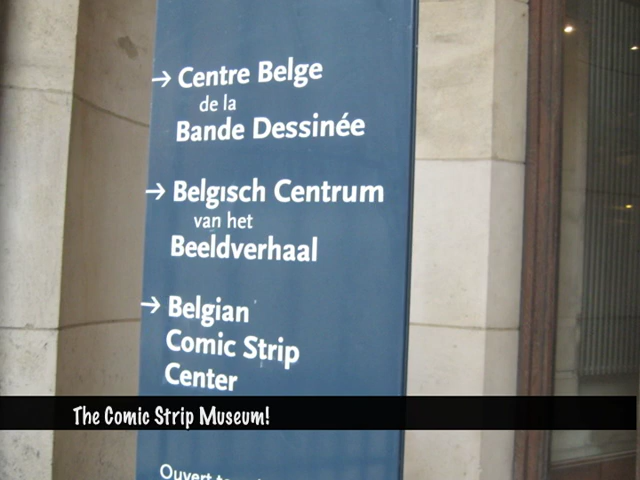 → Centre Belge
de la
Bande Dessinée
→ Belgisch Centrum
van het
Beeldverhaal
→ Belgian
Comic Strip
Center
The Comic Strip Museum!
Ouvert